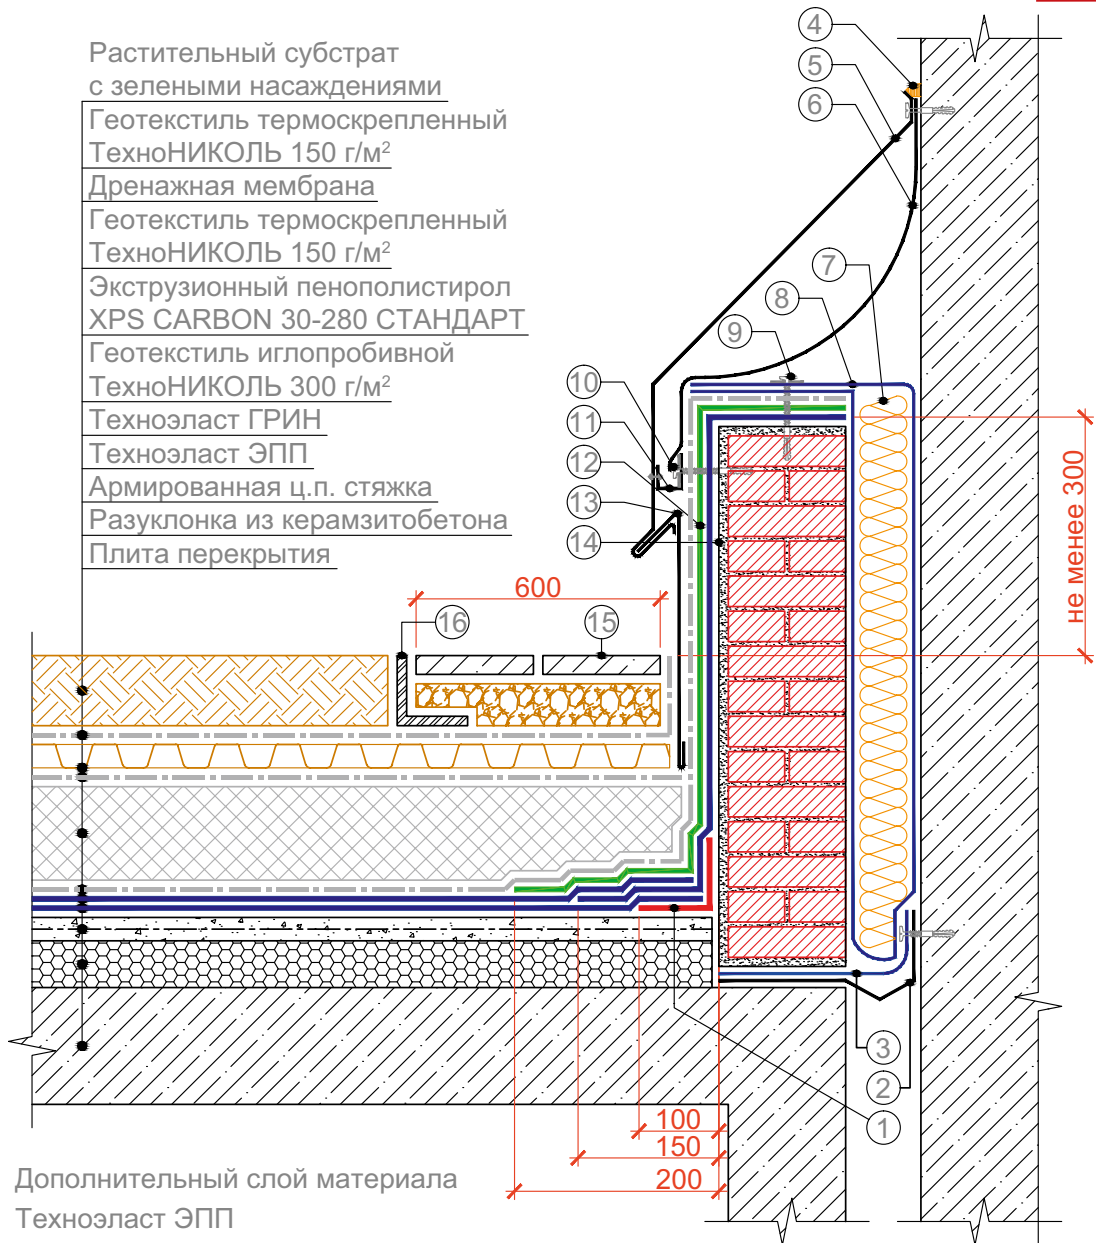 Растительный субстрат
с зелеными насаждениями
Геотекстиль термоскрепленный
ТехноНИКОЛЬ 150 г/м²
Дренажная мембрана
Геотекстиль термоскрепленный
ТехноНИКОЛЬ 150 г/м²
Экструзионный пенополистирол
XPS CARBON 30-280 СТАНДАРТ
Геотекстиль иглопробивной
ТехноНИКОЛЬ 300 г/м²
Техноэласт ГРИН
Техноэласт ЭПП
Армированная ц.п. стяжка
Разуклонка из керамзитобетона
Плита перекрытия
4
5
6
7
8
9
10
11
12
13
14
не менее 300
600
16
15
3
2
1
100
150
200
Дополнительный слой материала
Техноэласт ЭПП